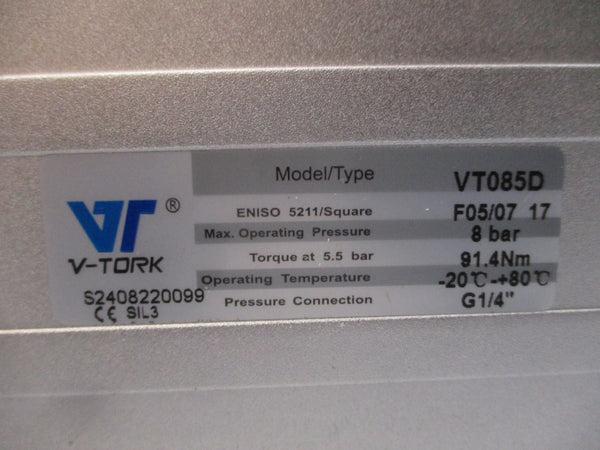 VT ®
V-TORK
S2408220099
CE SIL3
Model/Type VT085D
ENISO 5211/Square F05/07 17
Max. Operating Pressure 8 bar
Torque at 5.5 bar 91.4Nm
Operating Temperature -20℃-+80℃
Pressure Connection G1/4"